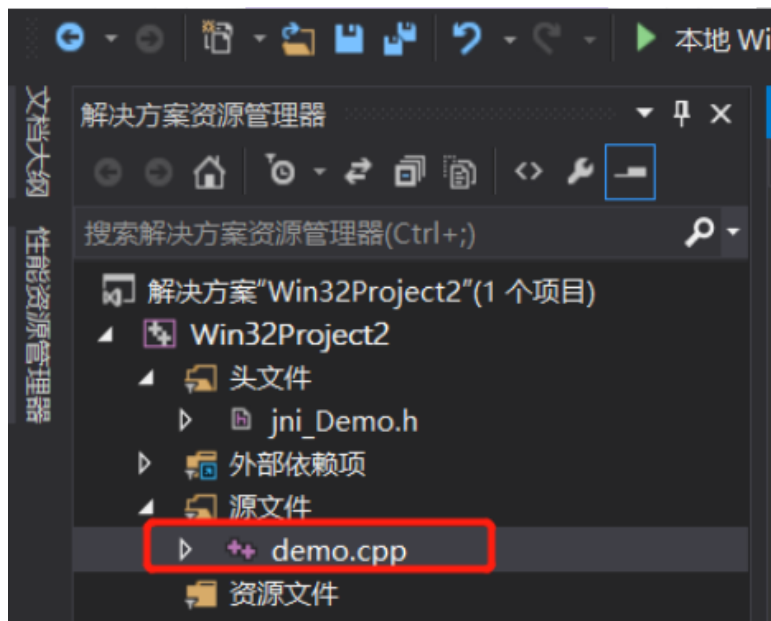 本地 Wi
文档大纲
性能资源管理器
解决方案资源管理器
搜索解决方案资源管理器(Ctrl+;)
解决方案"Win32Project2"(1 个项目)
Win32Project2
头文件
jni_Demo.h
外部依赖项
源文件
demo.cpp
资源文件